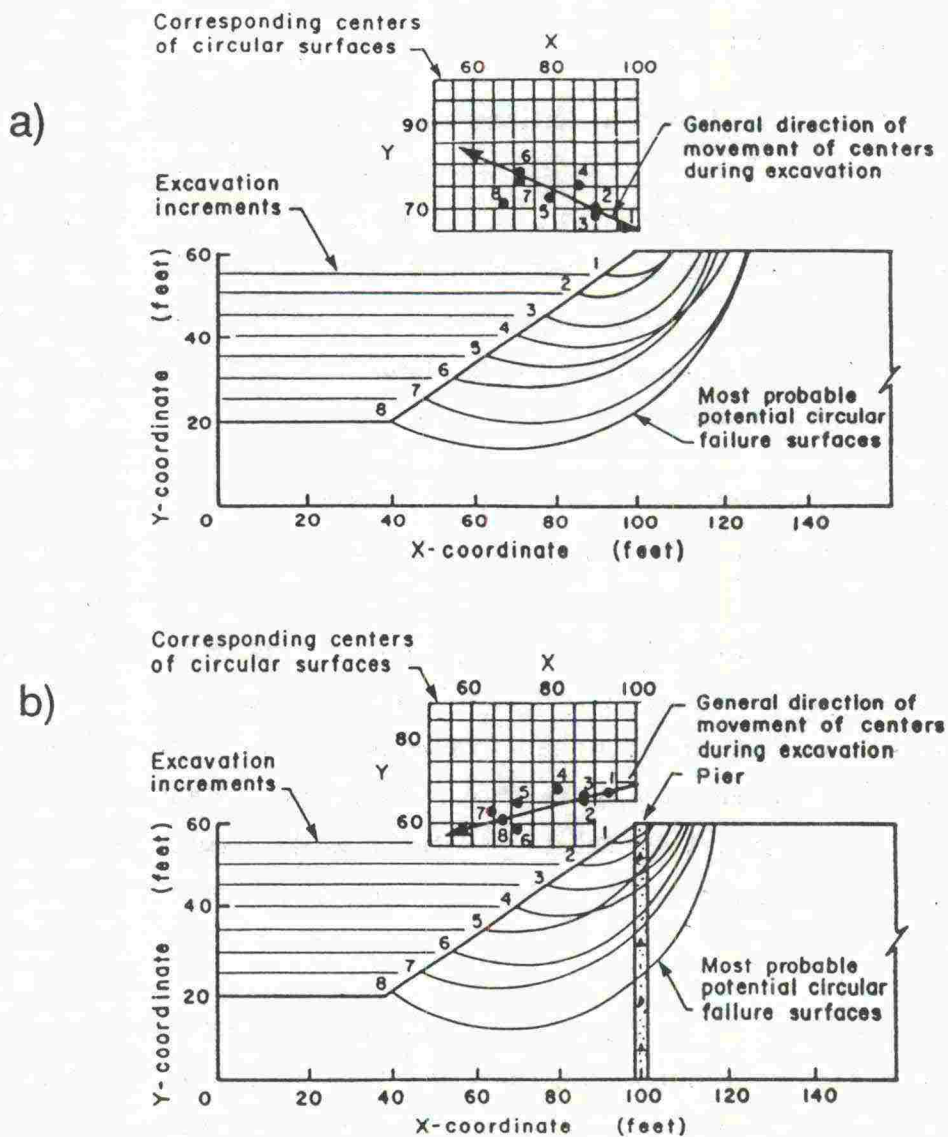 a)
Corresponding centers
of circular surfaces
X
60 80 100
90
Y
70
6
4
8
7
5
2
3
1
General direction of
movement of centers
during excavation
Excavation
increments
Y-coordinate (feet)
60
40
20
0
1
2
3
4
5
6
7
8
Most probable
potential circular
failure surfaces
20 40 60 80 100 120 140
X-coordinate (feet)
b)
Corresponding centers
of circular surfaces
X
60 80 100
80
Y
60
4
3
1
5
7
2
8
6
General direction of
movement of centers
during excavation
Pier
Excavation
increments
Y-coordinate (feet)
60
40
20
0
1
2
3
4
5
6
7
8
Most probable
potential circular
failure surfaces
20 40 60 80 100 120 140
X-coordinate (feet)